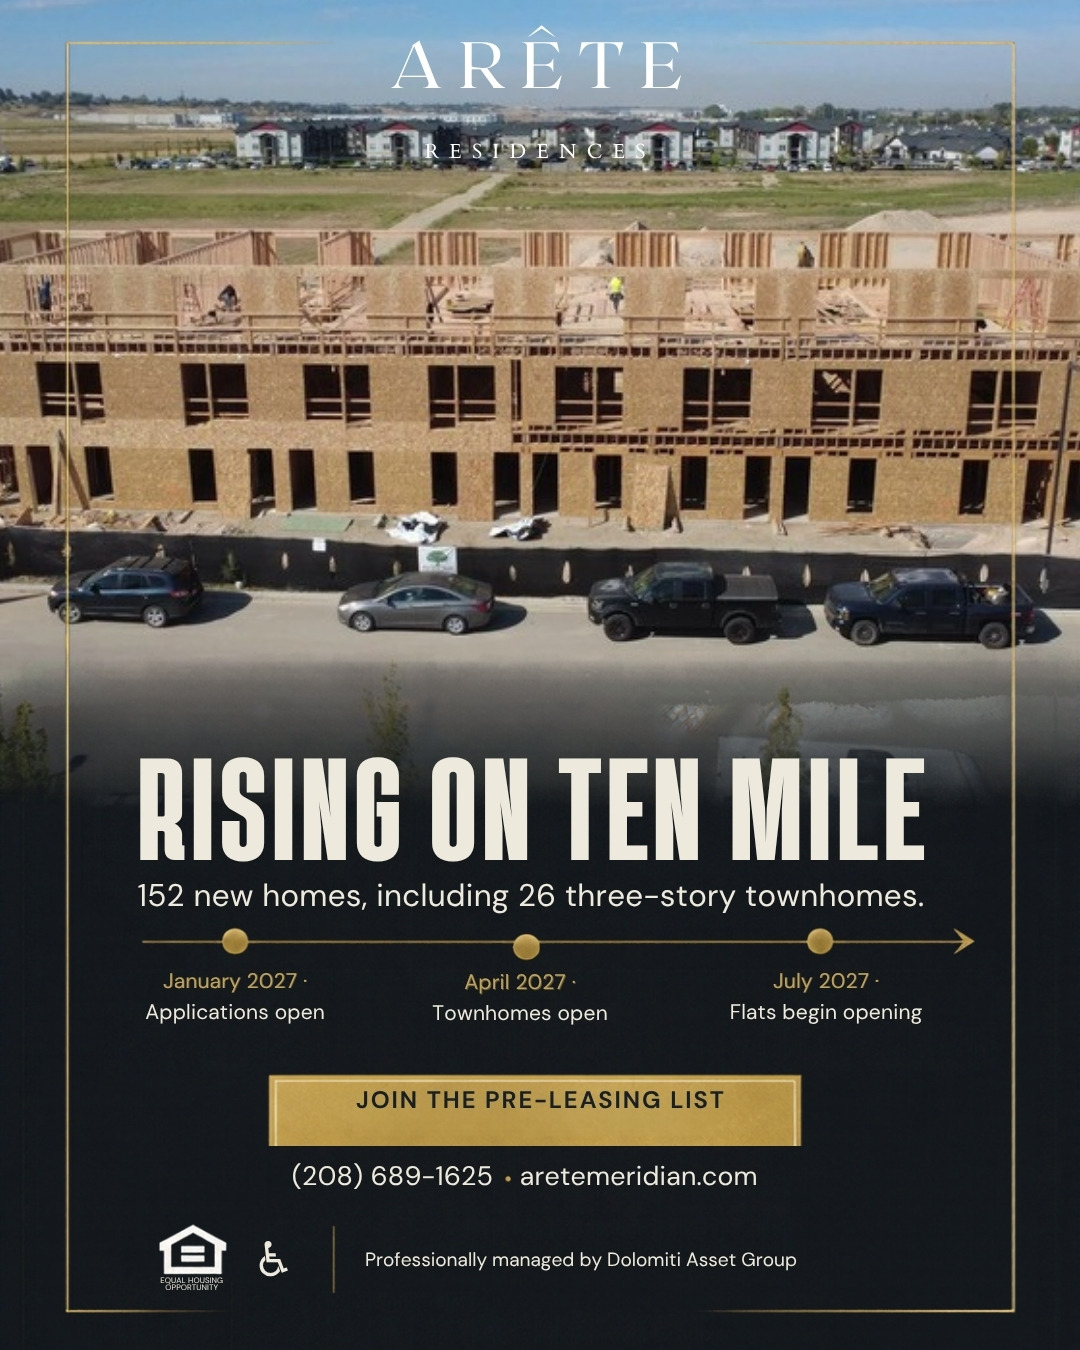 ARÊTE
RESIDENCES
RISING ON TEN MILE
152 new homes, including 26 three-story townhomes.
January 2027 ·
Applications open
April 2027 ·
Townhomes open
July 2027 ·
Flats begin opening
JOIN THE PRE-LEASING LIST
(208) 689-1625 • aretemeridian.com
EQUAL HOUSING
OPPORTUNITY
Professionally managed by Dolomiti Asset Group